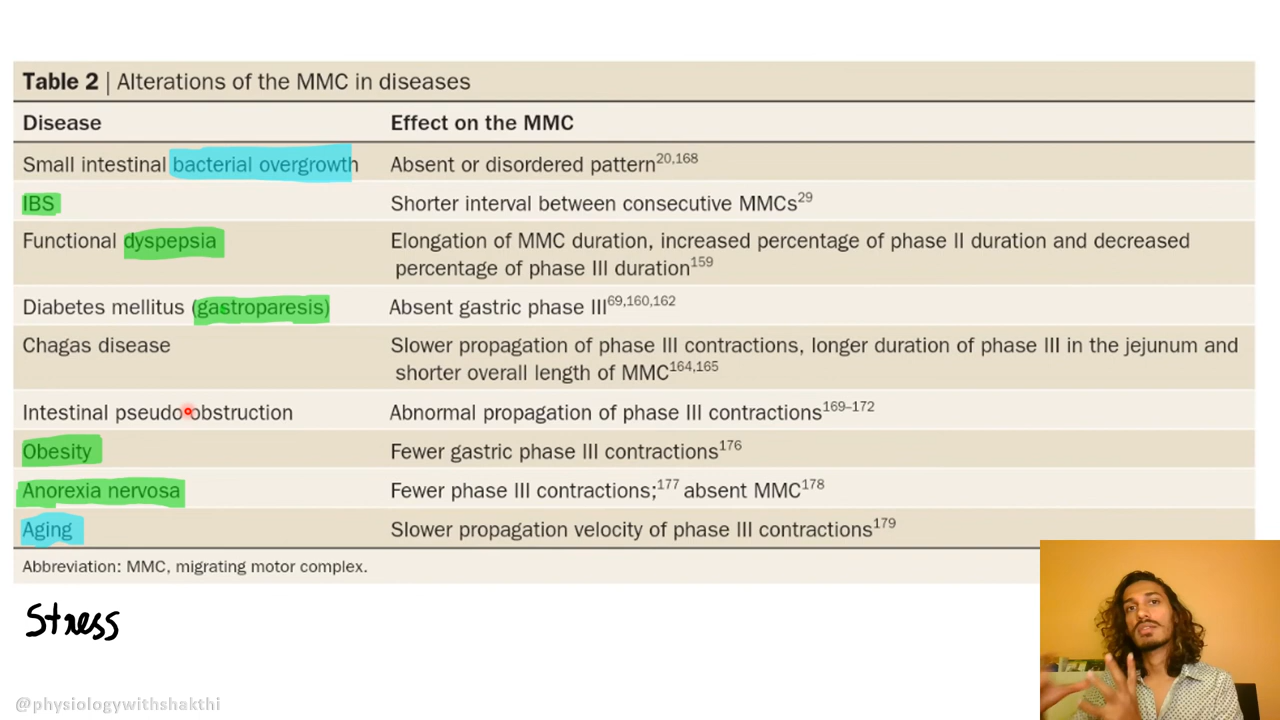 Table 2 | Alterations of the MMC in diseases
Disease Effect on the MMC
Small intestinal bacterial overgrowth Absent or disordered pattern20,168
IBS Shorter interval between consecutive MMCs29
Functional dyspepsia Elongation of MMC duration, increased percentage of phase II duration and decreased
percentage of phase III duration159
Diabetes mellitus (gastroparesis) Absent gastric phase III69,160,162
Chagas disease Slower propagation of phase III contractions, longer duration of phase III in the jejunum and
shorter overall length of MMC164,165
Intestinal pseudo-obstruction Abnormal propagation of phase III contractions169–172
Obesity Fewer gastric phase III contractions176
Anorexia nervosa Fewer phase III contractions;177 absent MMC178
Aging Slower propagation velocity of phase III contractions179
Abbreviation: MMC, migrating motor complex.
Stress
@physiologywithshakthi